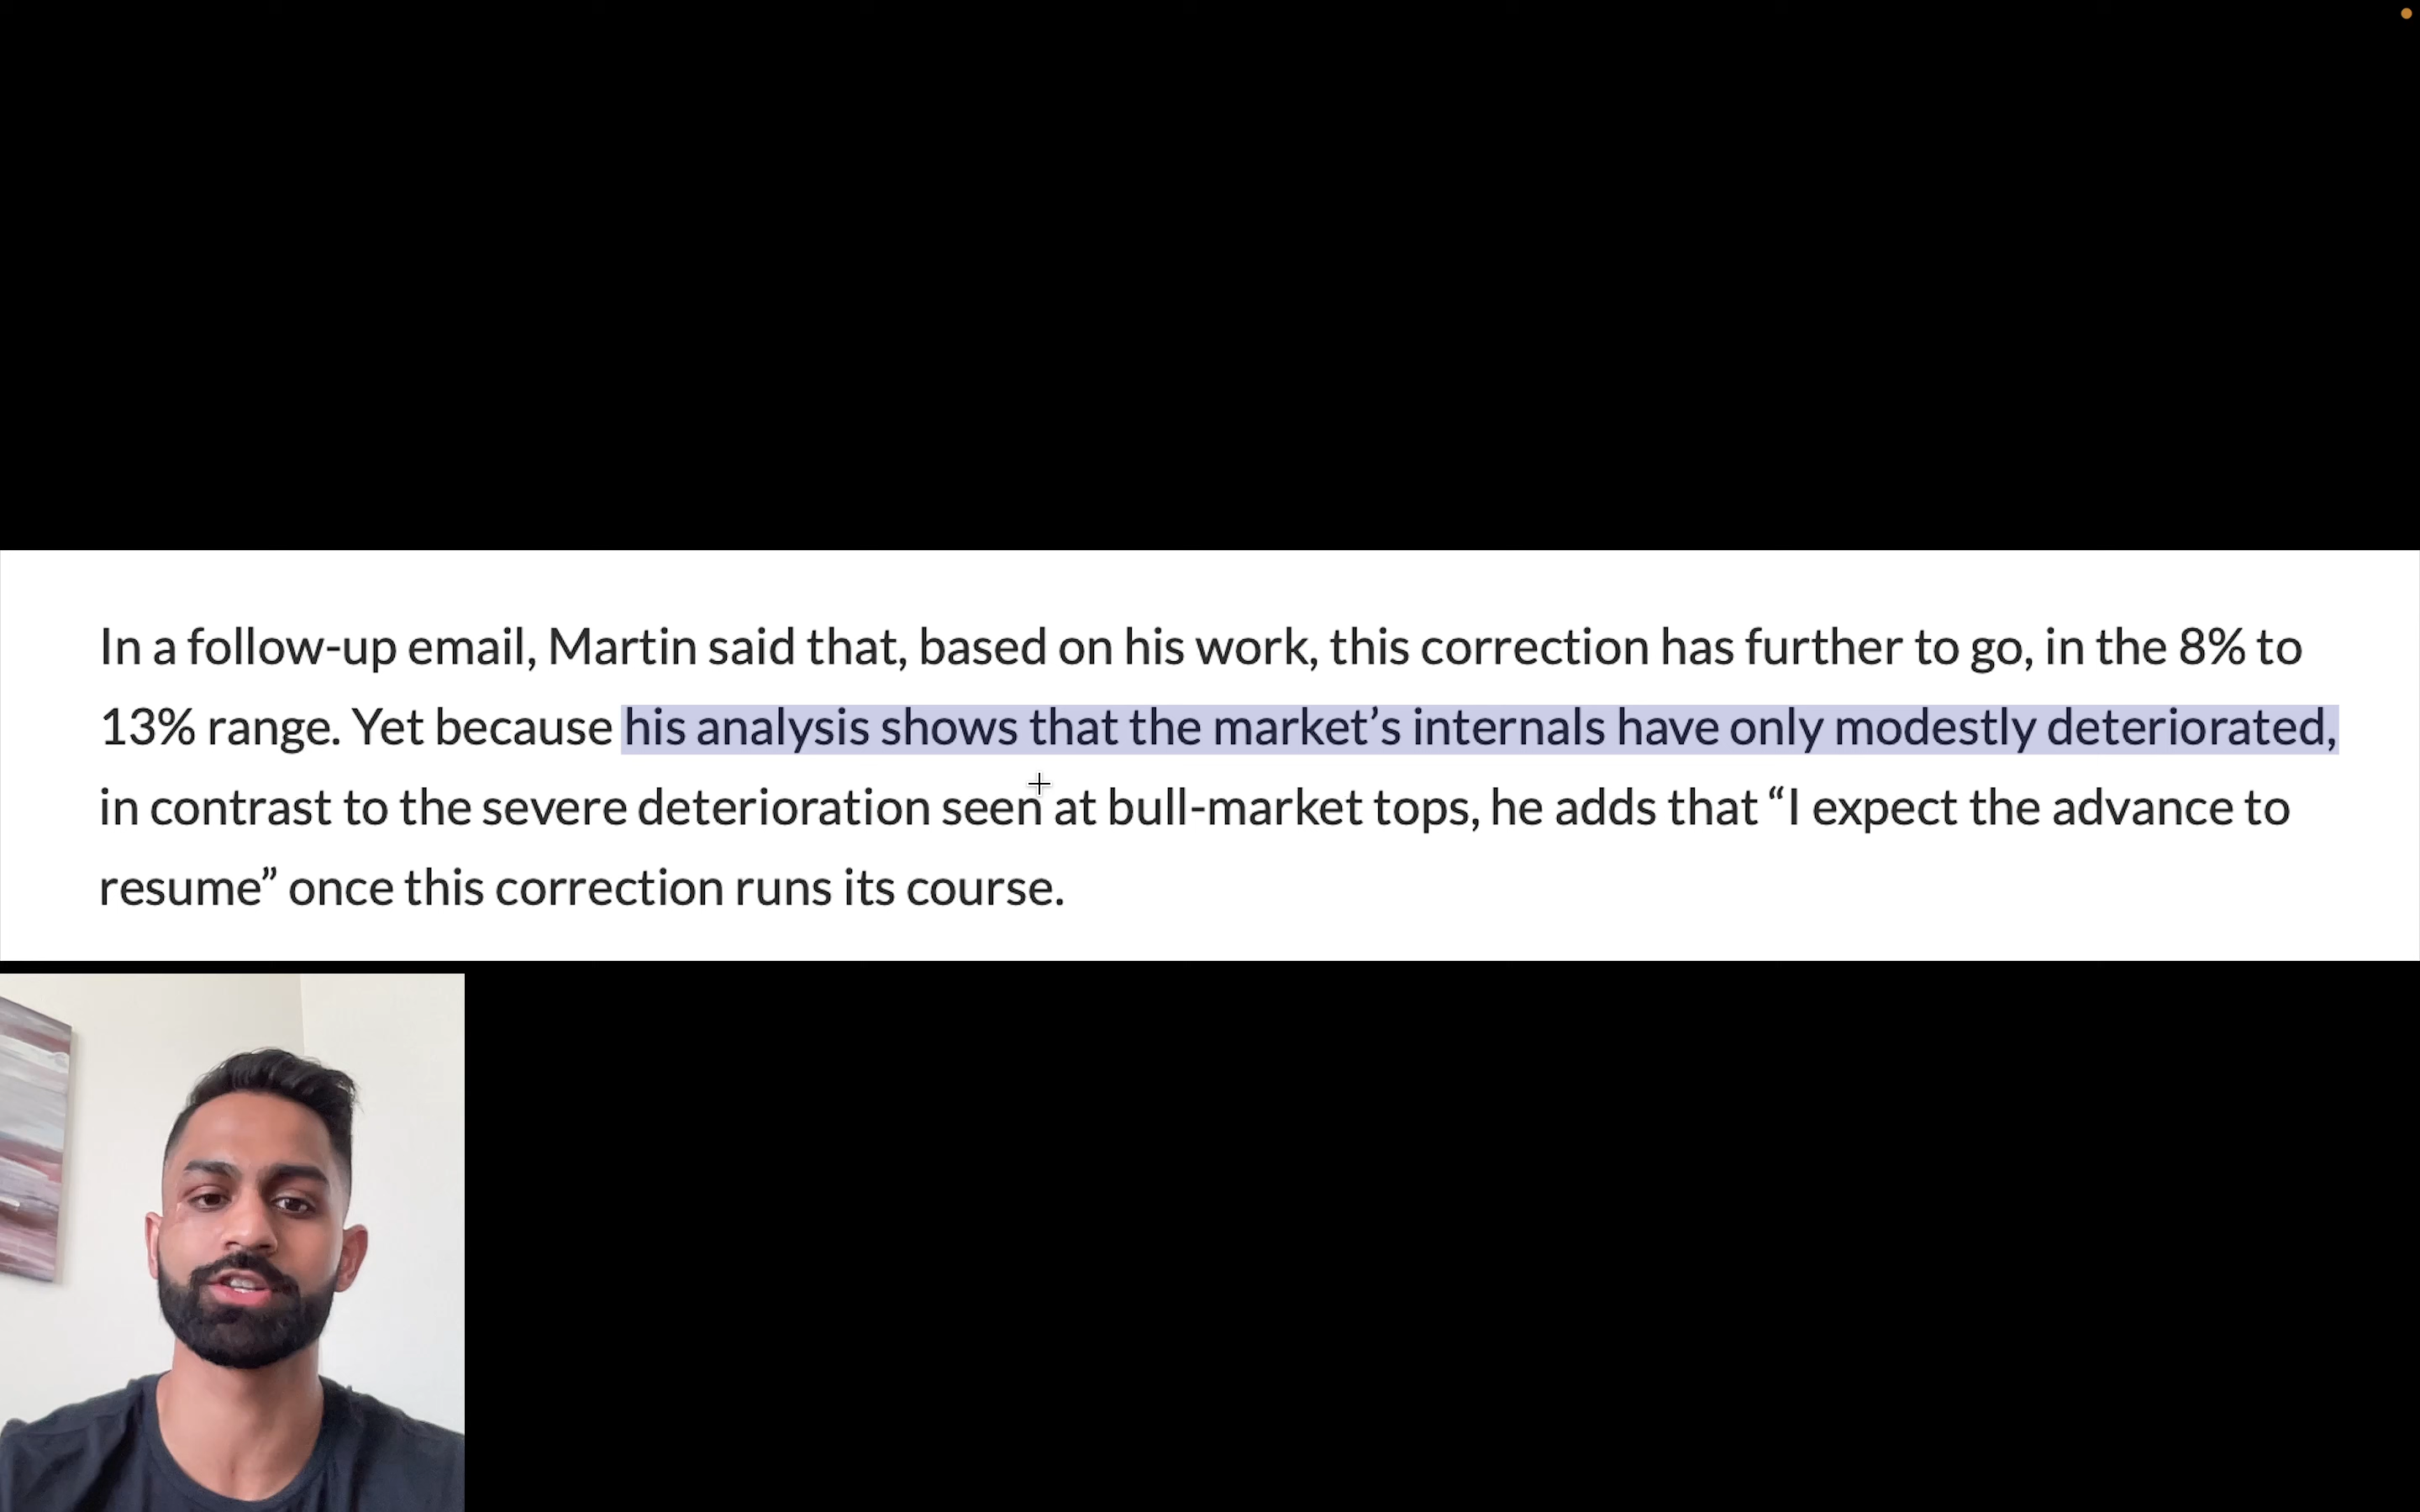 In a follow-up email, Martin said that, based on his work, this correction has further to go, in the 8% to
13% range. Yet because his analysis shows that the market’s internals have only modestly deteriorated,
in contrast to the severe deterioration seen at bull-market tops, he adds that “I expect the advance to
resume” once this correction runs its course.